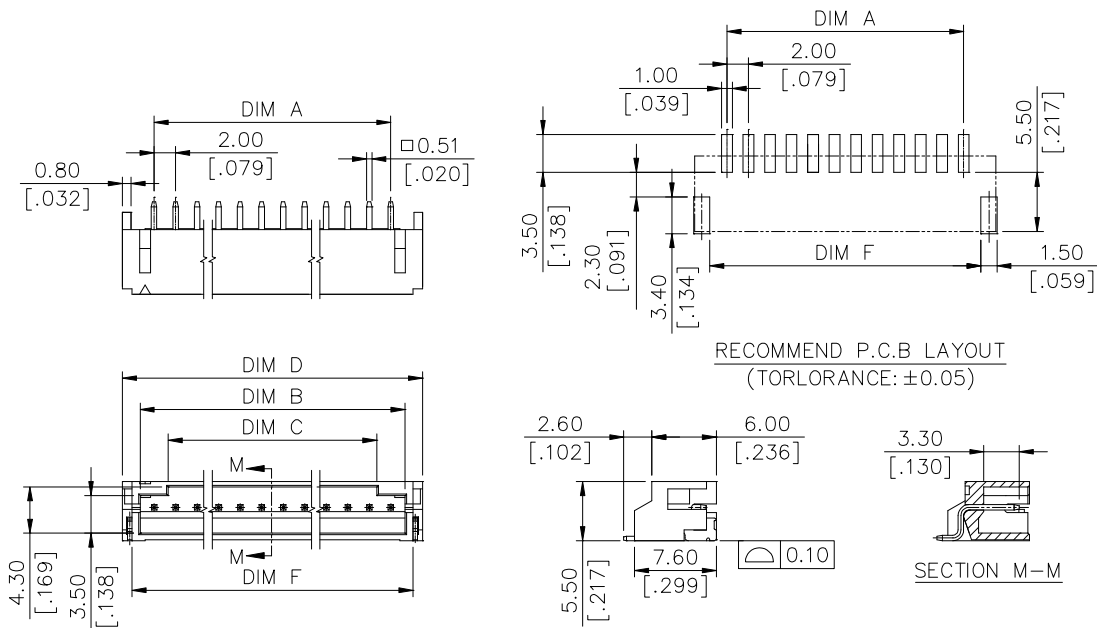 DIM A
2.00
[.079]
□0.51
[.020]
0.80
[.032]
DIM A
2.00
[.079]
1.00
[.039]
5.50
[.217]
3.50
[.138]
2.30
[.091]
3.40
[.134]
DIM F
1.50
[.059]
RECOMMEND P.C.B LAYOUT
(TORLORANCE: ±0.05)
DIM D
DIM B
DIM C
M
M
DIM F
4.30
[.169]
3.50
[.138]
2.60
[.102]
6.00
[.236]
5.50
[.217]
7.60
[.299]
0.10
3.30
[.130]
SECTION M-M